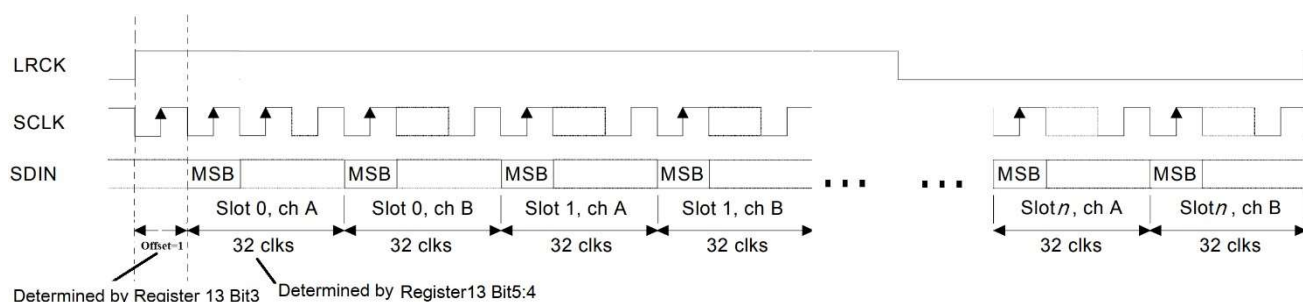 LRCK
SCLK
SDIN
MSB
MSB
MSB
MSB
MSB
MSB
Slot 0, ch A
Slot 0, ch B
Slot 1, ch A
Slot 1, ch B
Slotn, ch A
Slotn, ch B
Offset=1
32 clks
32 clks
32 clks
32 clks
32 clks
32 clks
Determined by Register 13 Bit3
Determined by Register13 Bit5:4